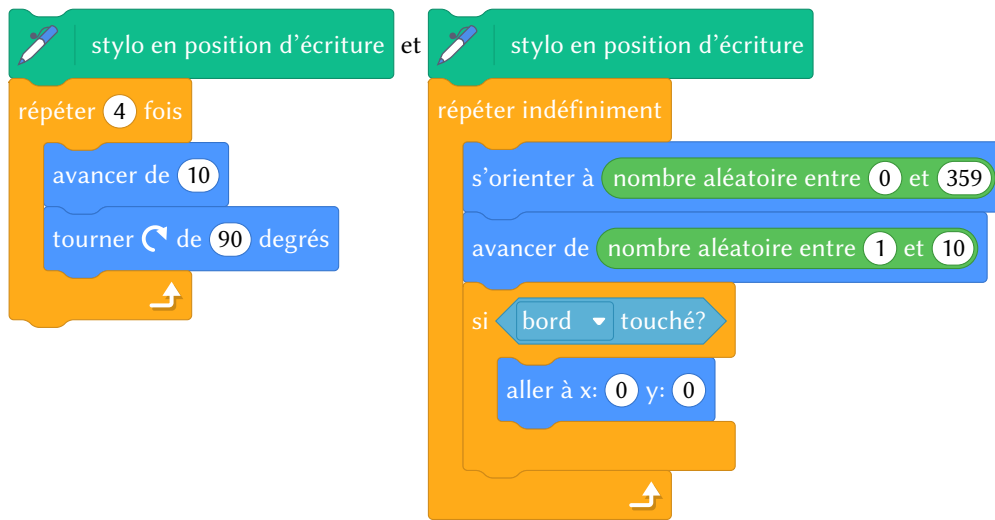 stylo en position d’écriture
répéter 4 fois
avancer de 10
tourner de 90 degrés
et
stylo en position d’écriture
répéter indéfiniment
s’orienter à nombre aléatoire entre 0 et 359
avancer de nombre aléatoire entre 1 et 10
si bord touché?
aller à x: 0 y: 0